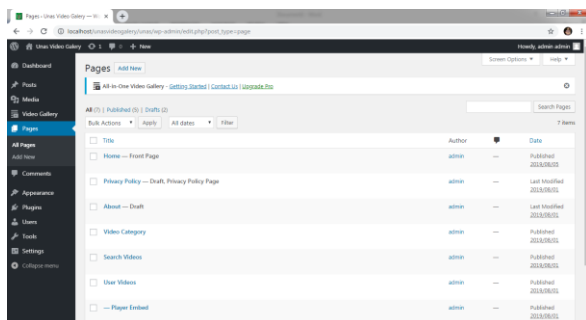 Pages ‹ Unas Video Galery — W
localhost/unasvideogalery/unas/wp-admin/edit.php?post_type=page
Unas Video Galery 1 0 + New Howdy, admin admin
Dashboard
Posts
Media
Video Gallery
Pages
All Pages
Add New
Comments
Appearance
Plugins
Users
Tools
Settings
Collapse menu
Screen Options Help
Pages Add New
All-in-One Video Gallery - Getting Started | Contact Us | Upgrade Pro
All (7) | Published (5) | Drafts (2)
Search Pages
Bulk Actions Apply All dates Filter 7 items
Title Author Date
Home — Front Page admin — Published
2019/08/05
Privacy Policy — Draft, Privacy Policy Page admin — Last Modified
2019/08/01
About — Draft admin — Last Modified
2019/08/01
Video Category admin — Published
2019/08/01
Search Videos admin — Published
2019/08/01
User Videos admin — Published
2019/08/01
— Player Embed admin — Published
2019/08/01